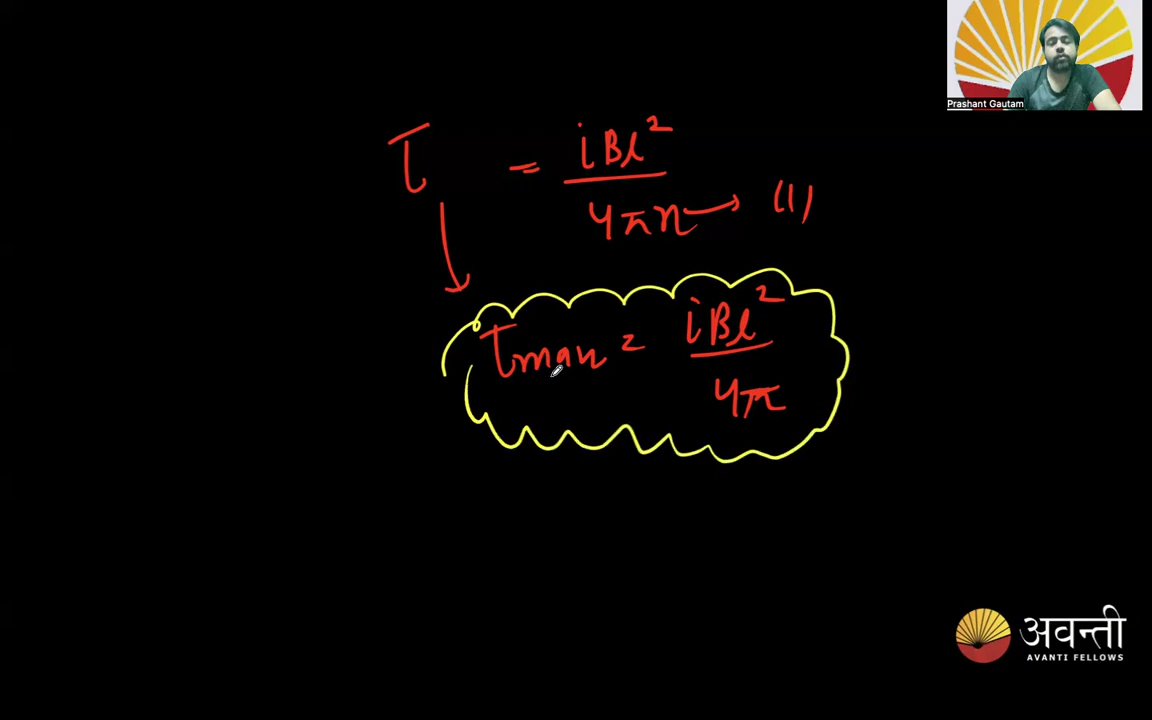 Prashant Gautam
τ = iBl²/4πn → (1)
τmax = iBl²/4π
अवन्ती
AVANTI FELLOWS